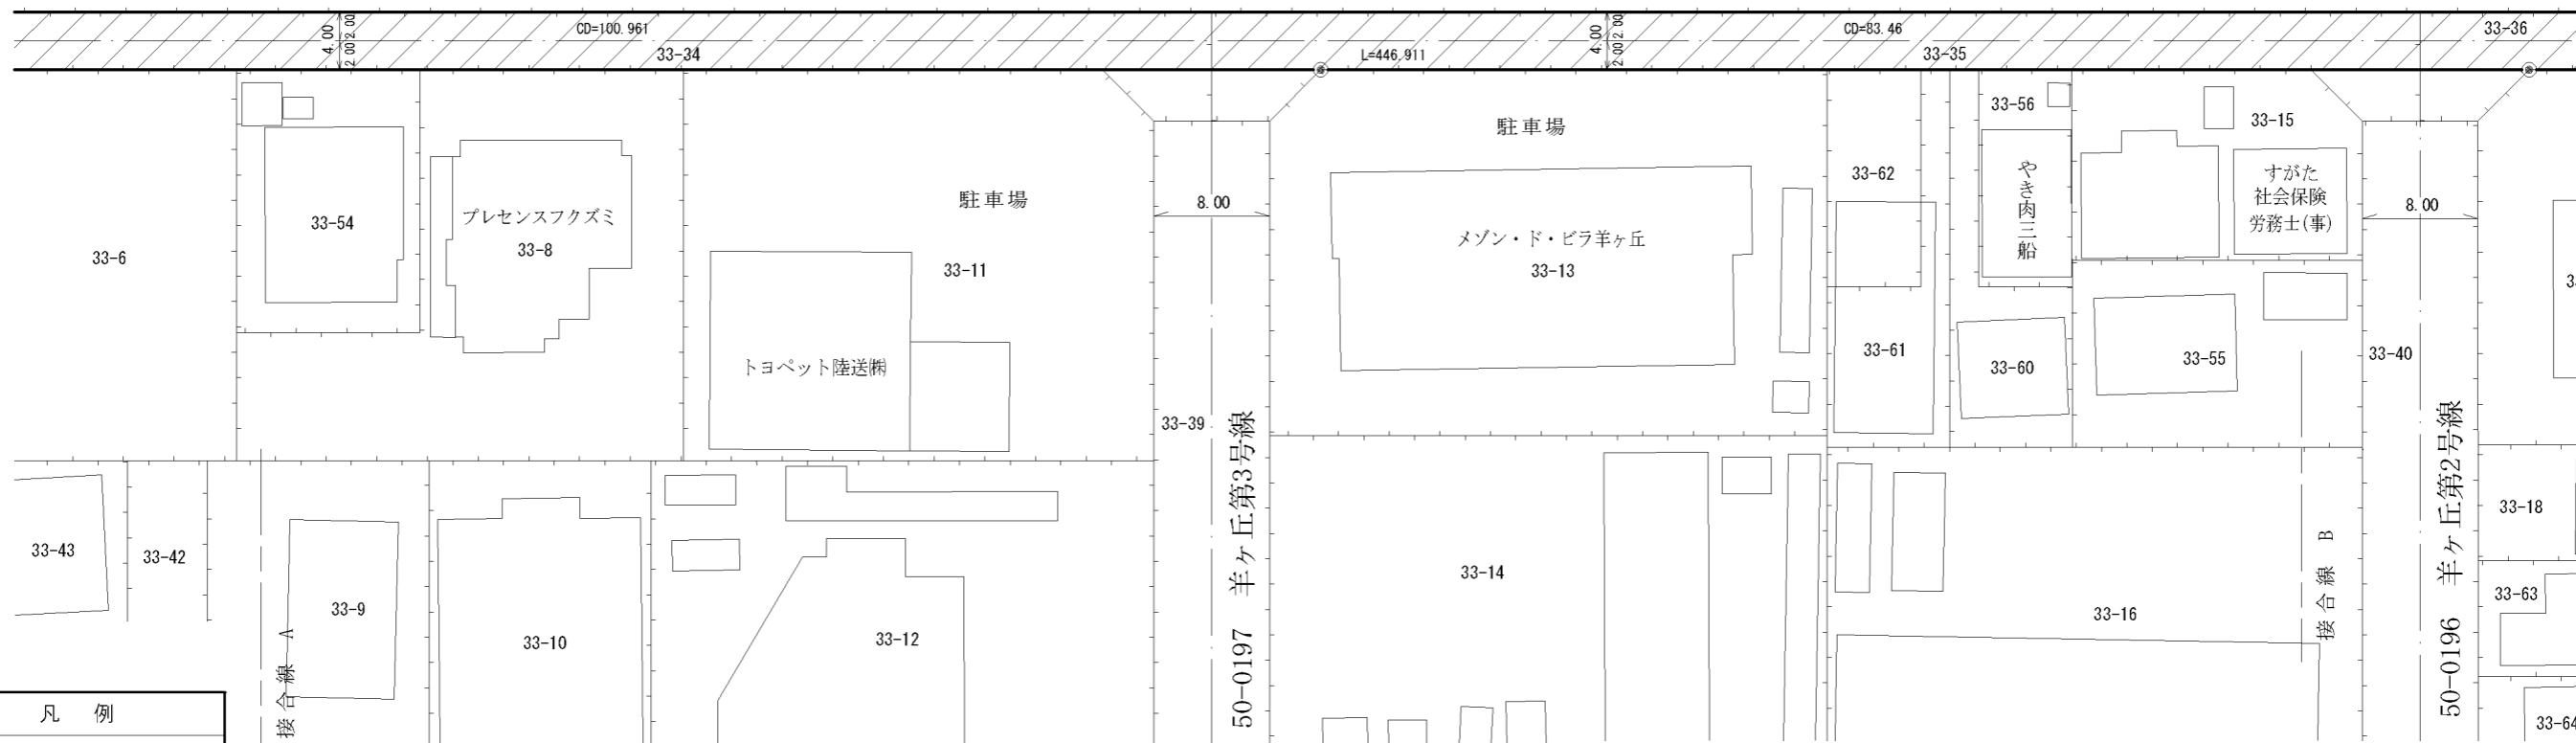 4.00
2.00 2.00
CD=100.961
33-34
L=446.911
4.00
2.00 2.00
CD=83.46
33-35
33-36
33-6
33-54
プレセンスフクズミ
33-8
駐車場
33-11
トヨペット陸送㈱
8.00
33-39
50-0197 羊ヶ丘第3号線
駐車場
メゾン・ド・ビラ羊ヶ丘
33-13
33-62
33-61
33-56
やき肉三船
33-60
33-15
すがた
社会保険
労務士(事)
33-55
8.00
33-40
50-0196 羊ヶ丘第2号線
33-43
33-42
33-9
接合線 A
33-10
33-12
33-14
33-16
接合線 B
33-18
33-63
33-64
凡 例